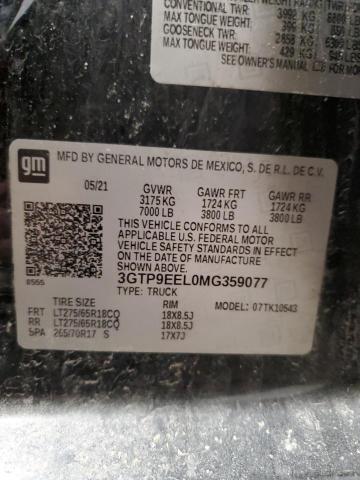 CONVENTIONAL TWR:
MAX TONGUE WT:
GOOSENECK TWR:
MAX TONGUE WT:
429 KG
SEE OWNER'S MANUAL
gm
MFD BY GENERAL MOTORS DE MEXICO, S. DE R.L. DE C.V.
05/21 GVWR GAWR FRT GAWR RR
3175 KG 1724 KG 1724 KG
7000 LB 3800 LB 3800 LB
THIS VEHICLE CONFORMS TO ALL
APPLICABLE U.S. FEDERAL MOTOR
VEHICLE SAFETY STANDARDS IN EFFECT
ON THE DATE OF MANUFACTURE
SHOWN ABOVE.
3GTP9EEL0MG359077
TYPE: TRUCK
TIRE SIZE RIM 07TK10543
FRT LT275/65R18CQ 18X8.5J
RR LT275/65R18CQ 18X8.5J
SPA 265/70R17 S 17X7J